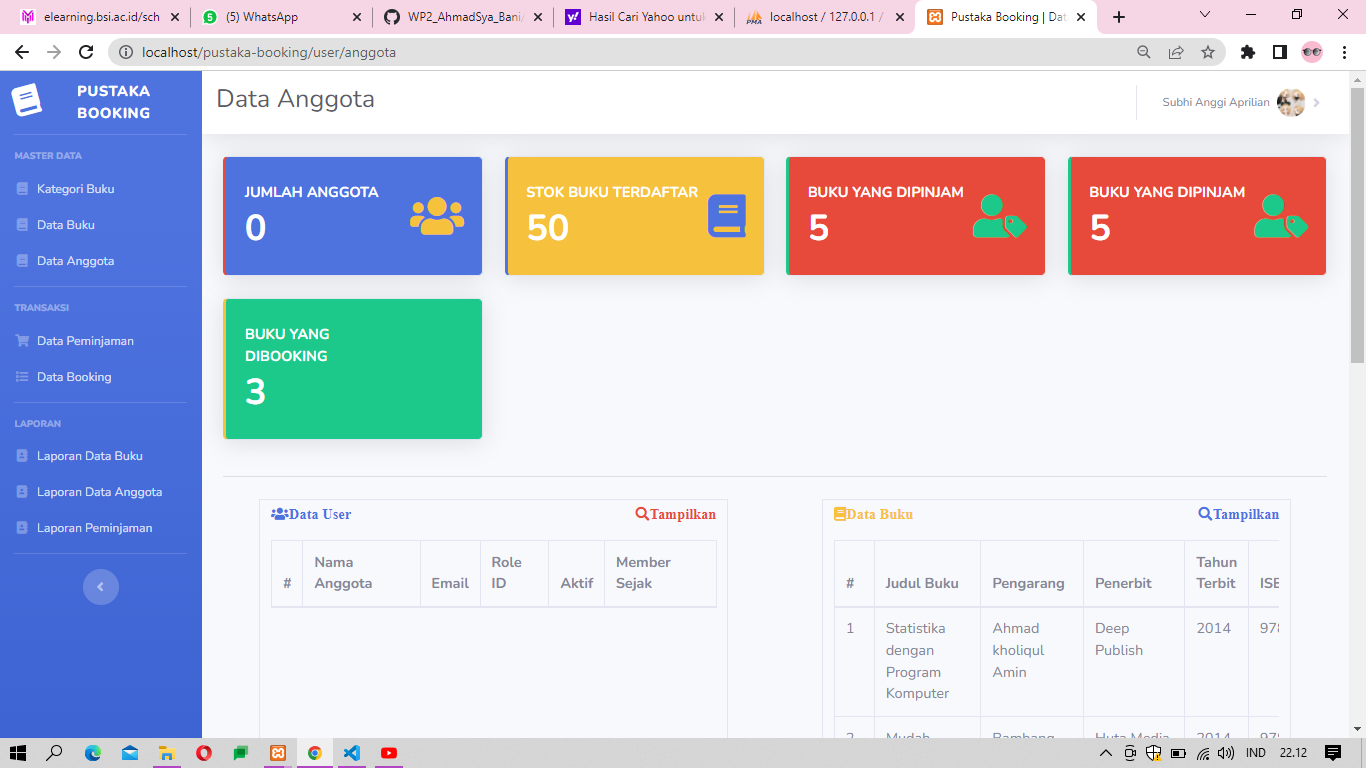 elearning.bsi.ac.id/sch
(5) WhatsApp
WP2_AhmadSya_Bani/
Hasil Cari Yahoo untuk
localhost / 127.0.0.1 /
Pustaka Booking | Dat
localhost/pustaka-booking/user/anggota
PUSTAKA
BOOKING
Data Anggota
Subhi Anggi Aprilian
MASTER DATA
Kategori Buku
Data Buku
Data Anggota
TRANSAKSI
Data Peminjaman
Data Booking
LAPORAN
Laporan Data Buku
Laporan Data Anggota
Laporan Peminjaman
JUMLAH ANGGOTA
0
STOK BUKU TERDAFTAR
50
BUKU YANG DIPINJAM
5
BUKU YANG DIPINJAM
5
BUKU YANG
DIBOOKING
3
Data User
Tampilkan
# Nama Anggota Email Role ID Aktif Member Sejak
Data Buku
Tampilkan
# Judul Buku Pengarang Penerbit Tahun Terbit
1 Statistika dengan Program Komputer Ahmad kholiqul Amin Deep Publish 2014 978
2 Mudah Bambang Huta Media 2014 978
IND 22.12